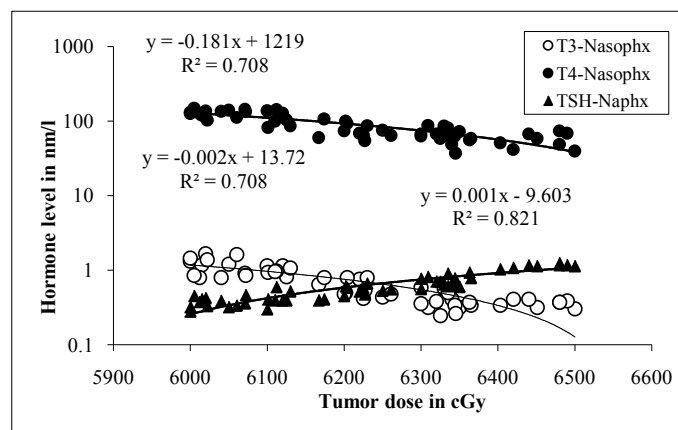 y = -0.181x + 1219
R² = 0.708
T3-Nasophx
T4-Nasophx
TSH-Naphx
1000
100
10
1
0.1
Hormone level in nm/l
y = -0.002x + 13.72
R² = 0.708
y = 0.001x - 9.603
R² = 0.821
5900 6000 6100 6200 6300 6400 6500 6600
Tumor dose in cGy